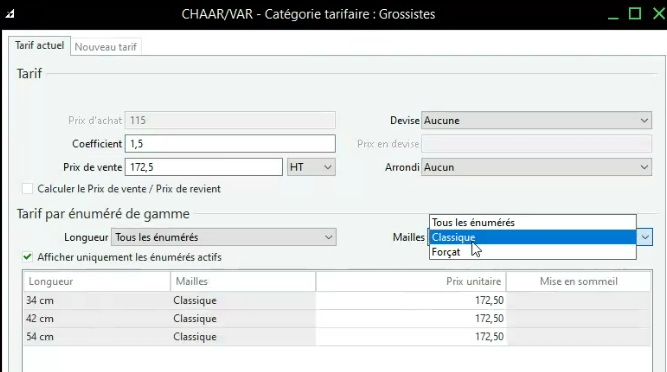 CHAAR/VAR - Catégorie tarifaire : Grossistes
Tarif actuel Nouveau tarif
Tarif
Prix d'achat 115 Devise Aucune
Coefficient 1,5 Prix en devise
Prix de vente 172,5 HT Arrondi Aucun
Calculer le Prix de vente / Prix de revient
Tarif par énuméré de gamme
Longueur Tous les énumérés Mailles
Tous les énumérés
Classique
Forçat
Afficher uniquement les énumérés actifs
Longueur Mailles Prix unitaire Mise en sommeil
34 cm Classique 172,50
42 cm Classique 172,50
54 cm Classique 172,50